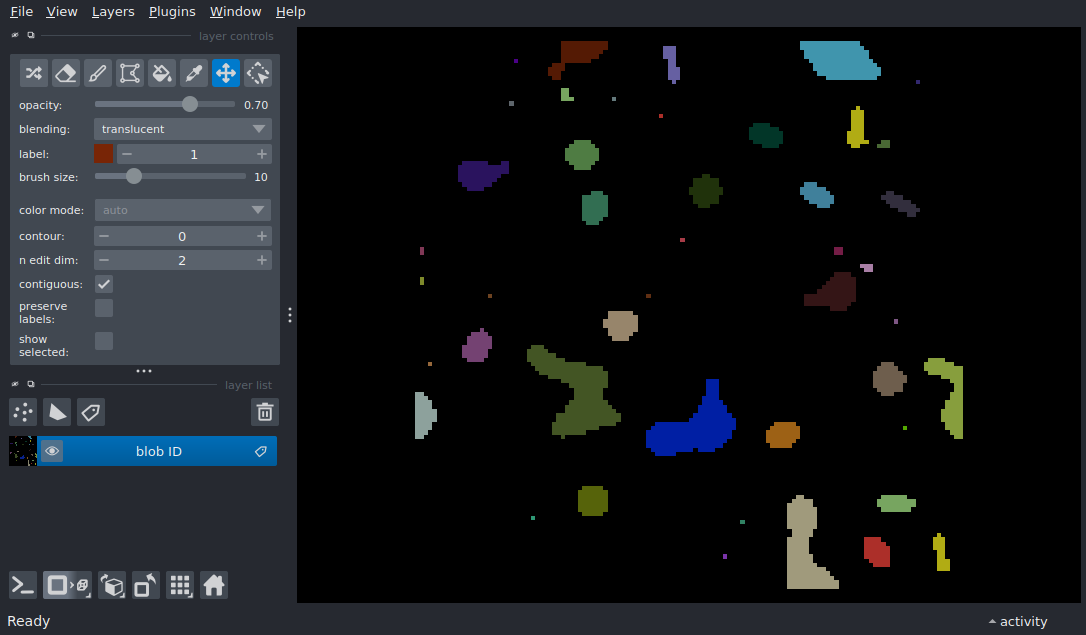 File View Layers Plugins Window Help
layer controls
opacity: 0.70
blending: translucent
label: 1
brush size: 10
color mode: auto
contour: 0
n edit dim: 2
contiguous:
preserve
labels:
show
selected:
layer list
blob ID
Ready
activity